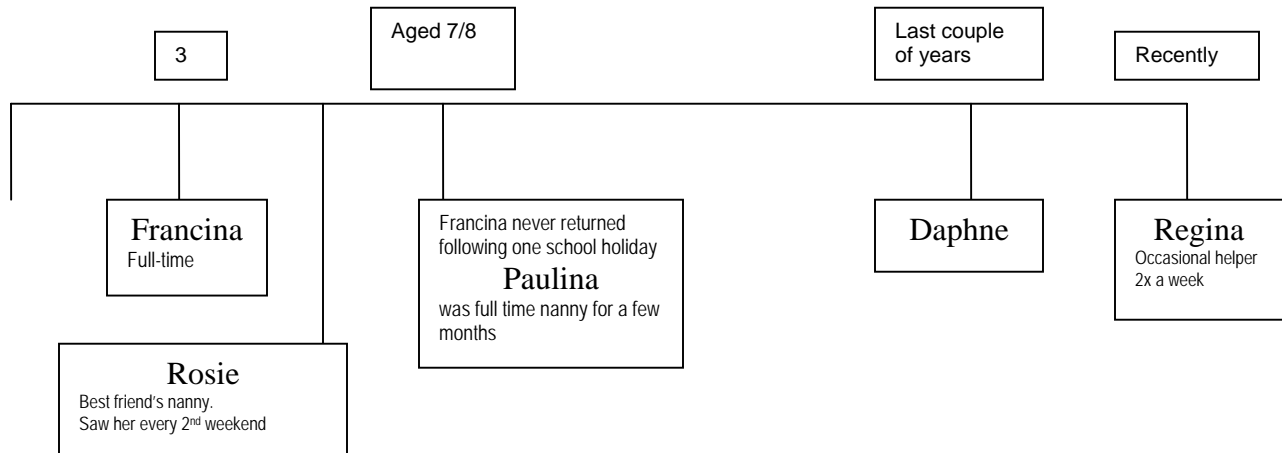 3
Aged 7/8
Last couple
of years
Recently
Francina
Full-time
Francina never returned
following one school holiday
Paulina
was full time nanny for a few
months
Daphne
Regina
Occasional helper
2x a week
Rosie
Best friend's nanny.
Saw her every 2nd weekend